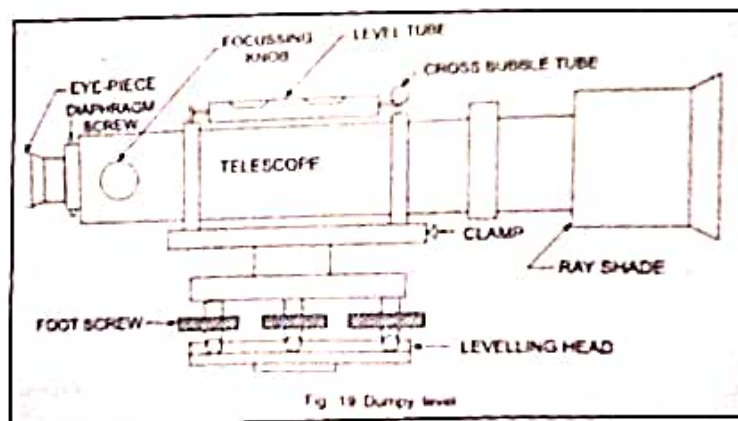 FOCUSSING
KNOB
LEVEL TUBE
CROSS BUBBLE TUBE
EYE-PIECE
DIAPHRAGM
SCREW
TELESCOPE
CLAMP
RAY SHADE
FOOT SCREW
LEVELLING HEAD
Fig. 19 Dumpy level